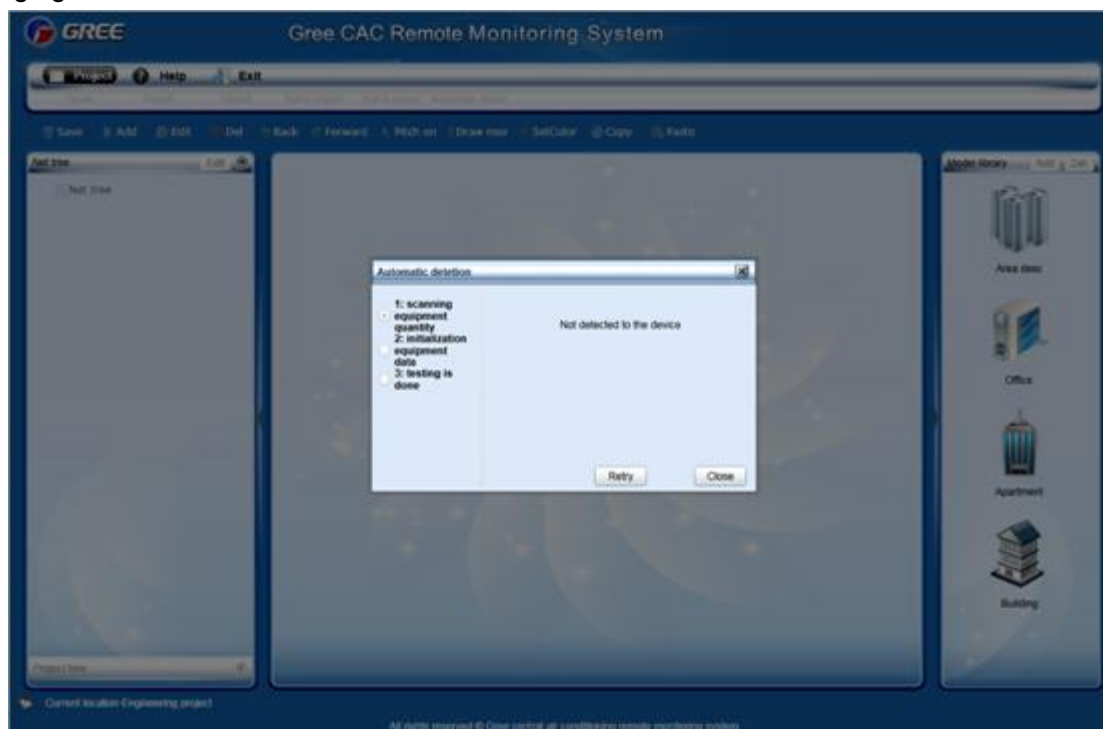 GREE
Gree CAC Remote Monitoring System
Project Help Exit
Save Add Edit Del Back Forward Pitch on Draw rise SetColor Copy Paste
Net tree Edit
Net tree
Model library Add Del
Area desc
Office
Apartment
Building
Automatic detetion
1: scanning
equipment
quantity
2: initialization
equipment
data
3: testing is
done
Not detected to the device
Retry Close
Project tree
Current location Engineering project
All rights reserved © Gree central air conditioning remote monitoring system